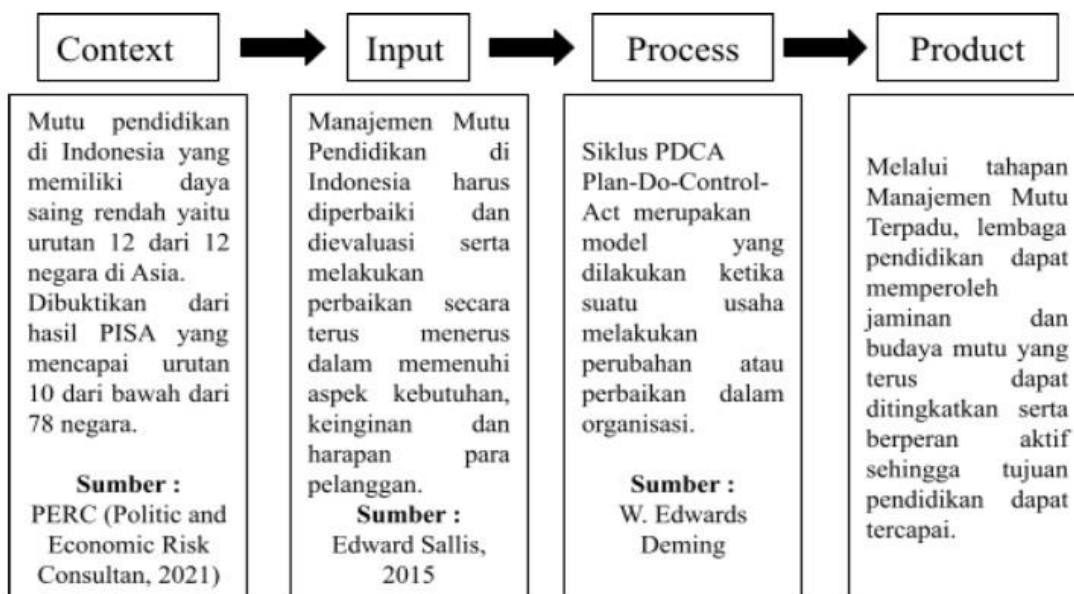 Context
Input
Process
Product
Mutu pendidikan
di Indonesia yang
memiliki daya
saing rendah yaitu
urutan 12 dari 12
negara di Asia.
Dibuktikan dari
hasil PISA yang
mencapai urutan
10 dari bawah dari
78 negara.
Sumber :
PERC (Politic and
Economic Risk
Consultan, 2021)
Manajemen Mutu
Pendidikan di
Indonesia harus
diperbaiki dan
dievaluasi serta
melakukan
perbaikan secara
terus menerus
dalam memenuhi
aspek kebutuhan,
keinginan dan
harapan para
pelanggan.
Sumber :
Edward Sallis,
2015
Siklus PDCA
Plan-Do-Control-
Act merupakan
model yang
dilakukan ketika
suatu usaha
melakukan
perubahan atau
perbaikan dalam
organisasi.
Sumber :
W. Edwards
Deming
Melalui tahapan
Manajemen Mutu
Terpadu, lembaga
pendidikan dapat
memperoleh
jaminan dan
budaya mutu yang
terus dapat
ditingkatkan serta
berperan aktif
sehingga tujuan
pendidikan dapat
tercapai.